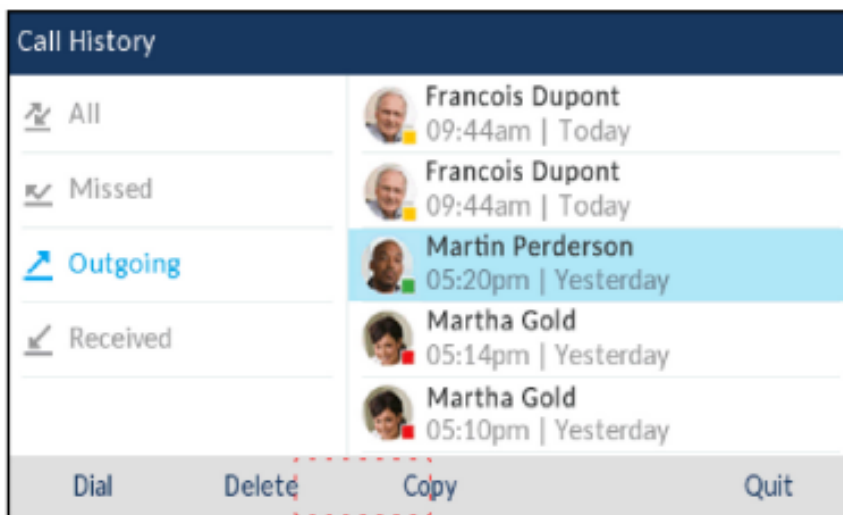 Call History
All
Missed
Outgoing
Received
Francois Dupont
09:44am | Today
Francois Dupont
09:44am | Today
Martin Perderson
05:20pm | Yesterday
Martha Gold
05:14pm | Yesterday
Martha Gold
05:10pm | Yesterday
Dial Delete Copy Quit